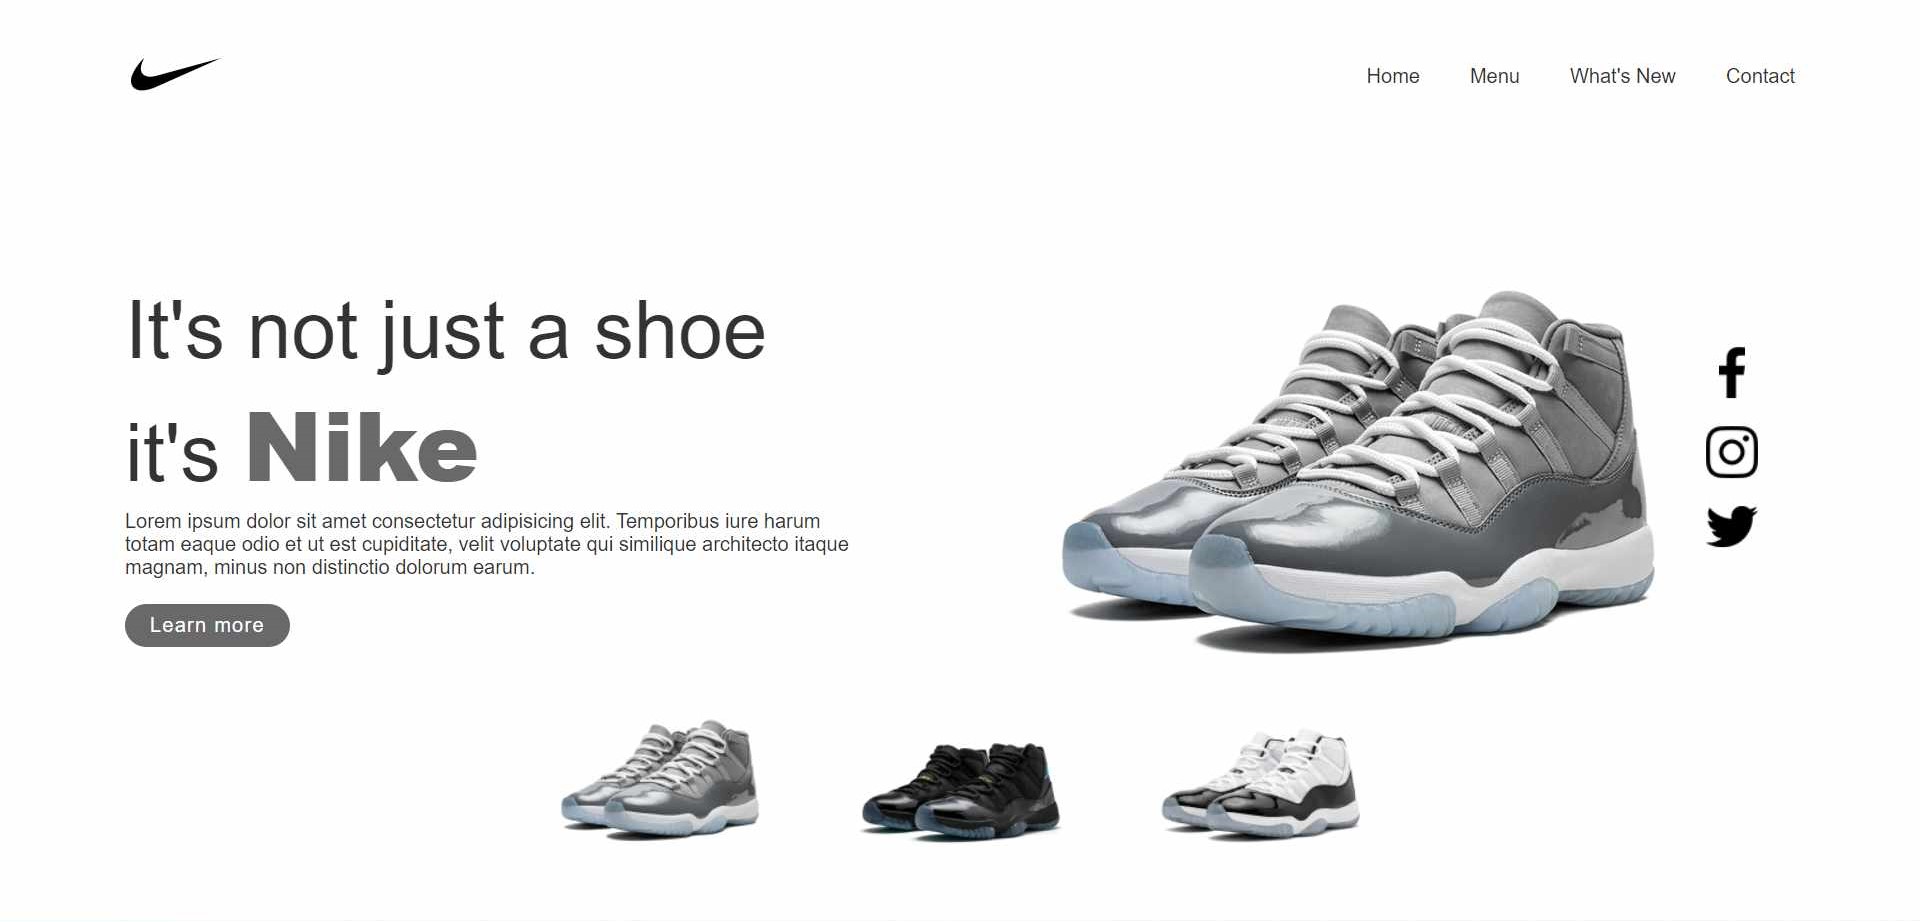 Home Menu What's New Contact
It's not just a shoe
it's Nike
Lorem ipsum dolor sit amet consectetur adipisicing elit. Temporibus iure harum
totam eaque odio et ut est cupiditate, velit voluptate qui similique architecto itaque
magnam, minus non distinctio dolorum earum.
Learn more